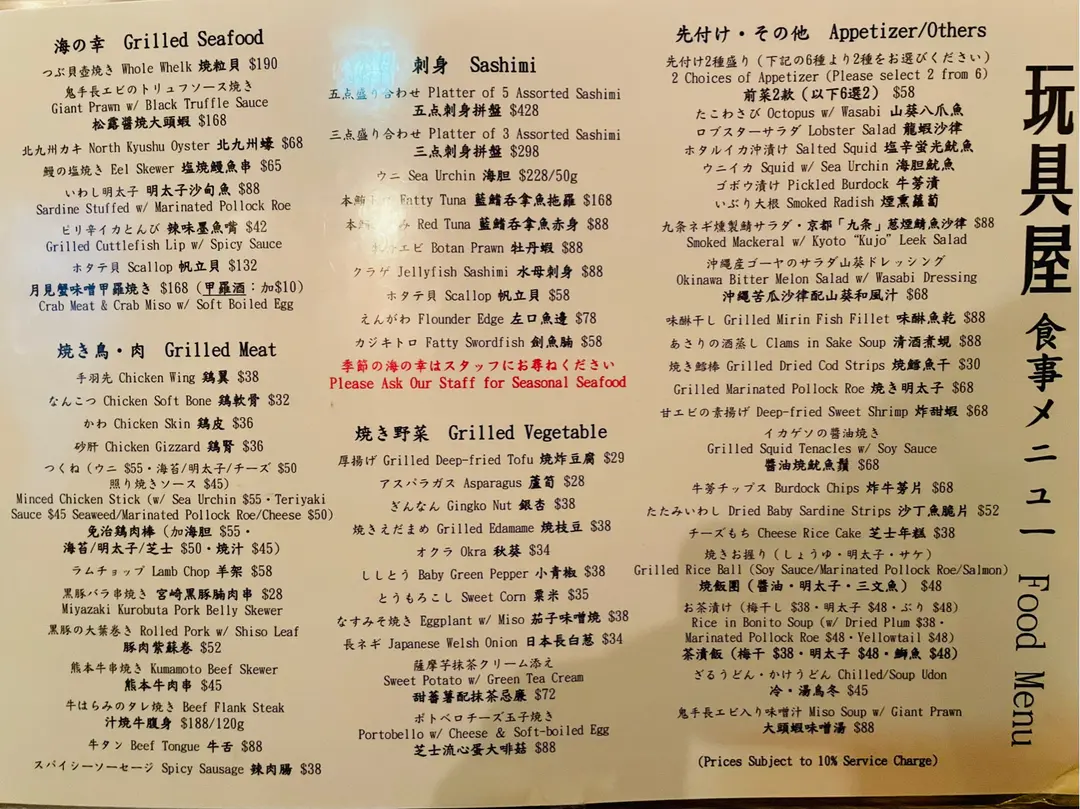 海の幸 Grilled Seafood
つぶ貝壺焼き Whole Whelk 燒粒貝 $190
鬼手長エビのトリュフソース焼き
Giant Prawn w/ Black Truffle Sauce
松露醬燒大頭蝦 $168
北九州カキ North Kyushu Oyster 北九州蠔 $68
鰻の塩焼き Eel Skewer 塩燒鰻魚串 $65
いわし明太子 明太子沙甸魚 $88
Sardine Stuffed w/ Marinated Pollock Roe
ピリ辛イカとんび 辣味墨魚嘴 $42
Grilled Cuttlefish Lip w/ Spicy Sauce
ホタテ貝 Scallop 帆立貝 $132
月見蟹味噌甲羅焼き $168 (甲羅酒：加$10)
Crab Meat & Crab Miso w/ Soft Boiled Egg
焼き鳥・肉 Grilled Meat
手羽先 Chicken Wing 鶏翼 $38
なんこつ Chicken Soft Bone 鶏軟骨 $32
かわ Chicken Skin 鶏皮 $36
砂肝 Chicken Gizzard 鶏腎 $36
つくね (ウニ $55・海苔/明太子/チーズ $50
照り焼きソース $45)
Minced Chicken Stick (w/ Sea Urchin $55・Teriyaki
Sauce $45 Seaweed/Marinated Pollock Roe/Cheese $50)
免治鶏肉棒 (加海胆 $55・
海苔/明太子/芝士 $50・燒汁 $45)
ラムチョップ Lamb Chop 羊架 $58
黒豚バラ串焼き 宮崎黒豚腩肉串 $28
Miyazaki Kurobuta Pork Belly Skewer
黒豚の大葉巻き Rolled Pork w/ Shiso Leaf
豚肉紫蘇卷 $52
熊本牛串焼き Kumamoto Beef Skewer
熊本牛肉串 $45
牛はらみのタレ焼き Beef Flank Steak
汁燒牛腹身 $188/120g
牛タン Beef Tongue 牛舌 $88
スパイシーソーセージ Spicy Sausage 辣肉腸 $38
刺身 Sashimi
五点盛り合わせ Platter of 5 Assorted Sashimi
五点刺身拼盤 $428
三点盛り合わせ Platter of 3 Assorted Sashimi
三点刺身拼盤 $298
ウニ Sea Urchin 海胆 $228/50g
本鮪 Fatty Tuna 藍鰭吞拿魚拖羅 $168
本 Red Tuna 藍鰭吞拿魚赤身 $88
エビ Botan Prawn 牡丹蝦 $88
クラゲ Jellyfish Sashimi 水母刺身 $88
ホタテ貝 Scallop 帆立貝 $58
えんがわ Flounder Edge 左口魚邊 $78
カジキトロ Fatty Swordfish 劍魚腩 $58
季節の海の幸はスタッフにお尋ねください
Please Ask Our Staff for Seasonal Seafood
焼き野菜 Grilled Vegetable
厚揚げ Grilled Deep-fried Tofu 燒炸豆腐 $29
アスパラガス Asparagus 蘆筍 $28
ぎんなん Gingko Nut 銀杏 $38
焼きえだまめ Grilled Edamame 燒枝豆 $38
オクラ Okra 秋葵 $34
ししとう Baby Green Pepper 小青椒 $38
とうもろこし Sweet Corn 粟米 $35
なすみそ焼き Eggplant w/ Miso 茄子味噌燒 $38
長ネギ Japanese Welsh Onion 日本長白葱 $34
薩摩芋抹茶クリーム添え
Sweet Potato w/ Green Tea Cream
甜蕃薯配抹茶忌廉 $72
ポトベロチーズ玉子焼き
Portobello w/ Cheese & Soft-boiled Egg
芝士流心蛋大啡菇 $88
先付け・その他 Appetizer/Others
先付け2種盛り (下記の6種より2種をお選びください)
2 Choices of Appetizer (Please select 2 from 6)
前菜2款 (以下6選2) $58
たこわさび Octopus w/ Wasabi 山葵八爪魚
ロブスターサラダ Lobster Salad 龍蝦沙律
ホタルイカ沖漬け Salted Squid 塩辛螢光魷魚
ウニイカ Squid w/ Sea Urchin 海胆魷魚
ゴボウ漬け Pickled Burdock 牛蒡漬
いぶり大根 Smoked Radish 煙熏蘿蔔
九条ネギ燻製鯖サラダ・京都「九条」葱煙鯖魚沙律 $88
Smoked Mackeral w/ Kyoto “Kujo” Leek Salad
沖縄産ゴーヤのサラダ山葵ドレッシング
Okinawa Bitter Melon Salad w/ Wasabi Dressing
沖縄苦瓜沙律配山葵和風汁 $68
味醂干し Grilled Mirin Fish Fillet 味醂魚乾 $88
あさりの酒蒸し Clams in Sake Soup 清酒煮蜆 $88
焼き鱈棒 Grilled Dried Cod Strips 燒鱈魚干 $30
Grilled Marinated Pollock Roe 燒き明太子 $68
甘エビの素揚げ Deep-fried Sweet Shrimp 炸甜蝦 $68
イカゲソの醬油焼き
Grilled Squid Tenacles w/ Soy Sauce
醬油燒魷魚鬚 $68
牛蒡チップス Burdock Chips 炸牛蒡片 $68
たたみいわし Dried Baby Sardine Strips 沙丁魚脆片 $52
チーズもち Cheese Rice Cake 芝士年糕 $38
焼きお握り (しょうゆ・明太子・サケ)
Grilled Rice Ball (Soy Sauce/Marinated Pollock Roe/Salmon)
燒飯團 (醬油・明太子・三文魚) $48
お茶漬け (梅干し $38・明太子 $48・ぶり $48)
Rice in Bonito Soup (w/ Dried Plum $38・
Marinated Pollock Roe $48・Yellowtail $48)
茶漬飯 (梅干 $38・明太子 $48・鰤魚 $48)
ざるうどん・かけうどん Chilled/Soup Udon
冷・湯烏冬 $45
鬼手長エビ入り味噌汁 Miso Soup w/ Giant Prawn
大頭蝦味噌湯 $88
(Prices Subject to 10% Service Charge)
玩具屋 食事メニュー Food Menu